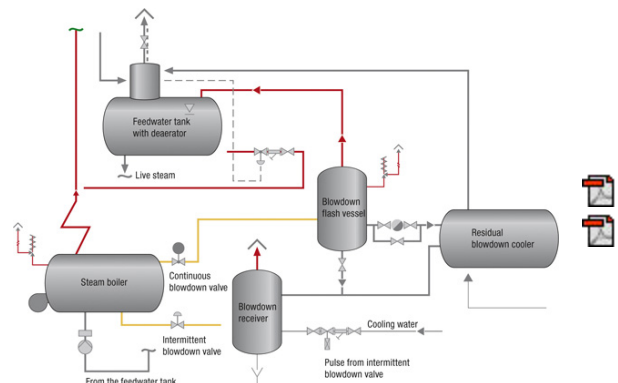 Feedwater tank
with deaerator
Live steam
Blowdown
flash vessel
Residual
blowdown cooler
Steam boiler
Continuous
blowdown valve
Blowdown
receiver
Cooling water
Intermittent
blowdown valve
Pulse from intermittent
blowdown valve
From the feedwater tank